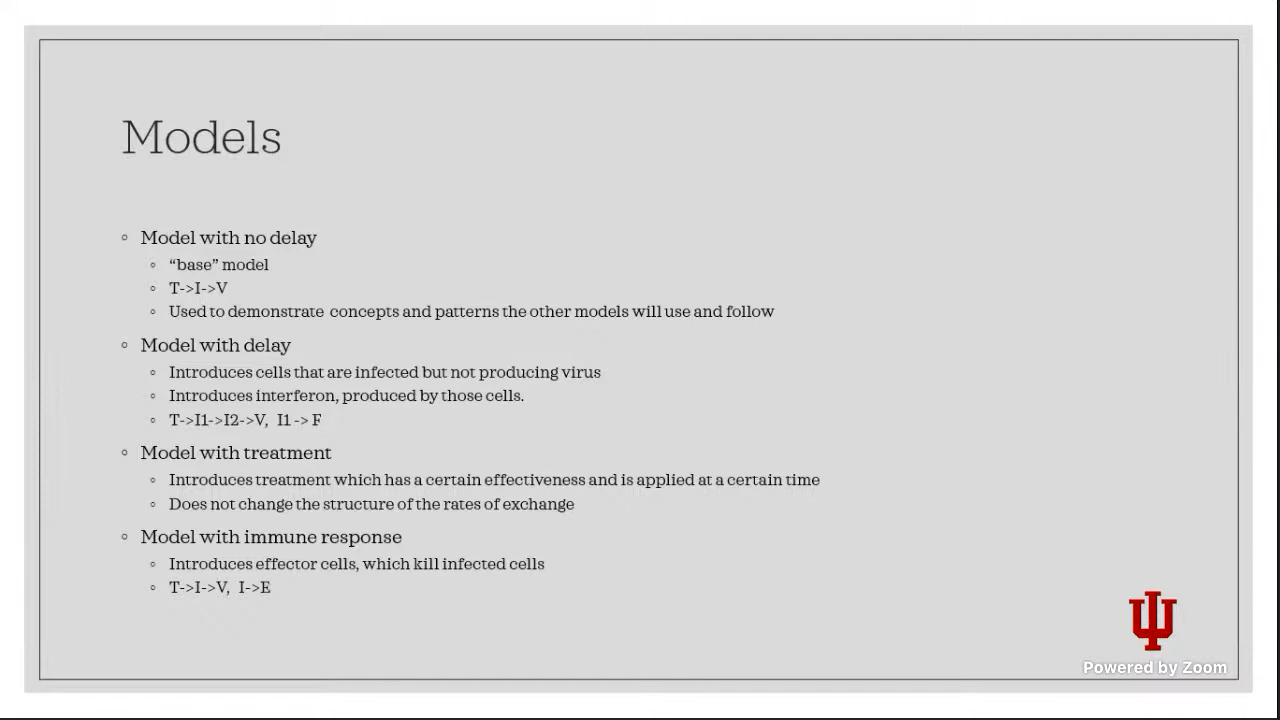 Models
Model with no delay
“base” model
T->I->V
Used to demonstrate concepts and patterns the other models will use and follow
Model with delay
Introduces cells that are infected but not producing virus
Introduces interferon, produced by those cells.
T->I1->I2->V, I1 -> F
Model with treatment
Introduces treatment which has a certain effectiveness and is applied at a certain time
Does not change the structure of the rates of exchange
Model with immune response
Introduces effector cells, which kill infected cells
T->I->V, I->E
Powered by Zoom